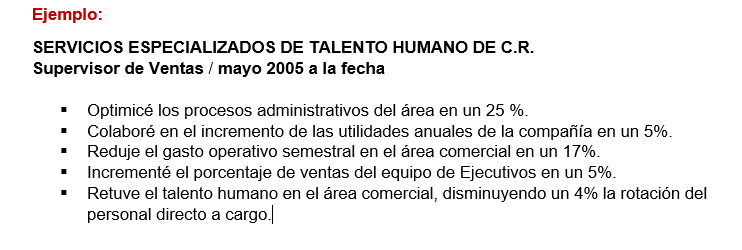 Ejemplo:
SERVICIOS ESPECIALIZADOS DE TALENTO HUMANO DE C.R.
Supervisor de Ventas / mayo 2005 a la fecha
▪ Optimicé los procesos administrativos del área en un 25 %.
▪ Colaboré en el incremento de las utilidades anuales de la compañía en un 5%.
▪ Reduje el gasto operativo semestral en el área comercial en un 17%.
▪ Incrementé el porcentaje de ventas del equipo de Ejecutivos en un 5%.
▪ Retuve el talento humano en el área comercial, disminuyendo un 4% la rotación del
personal directo a cargo.